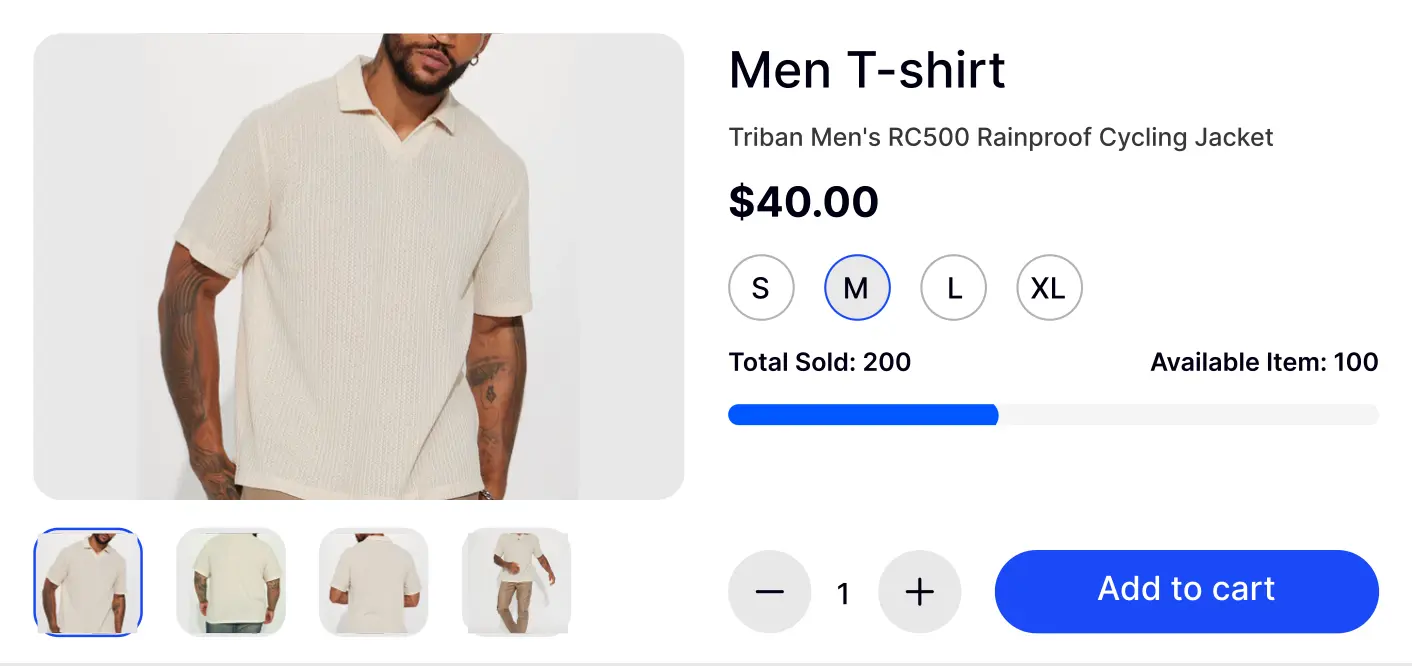 Men T-shirt
Triban Men's RC500 Rainproof Cycling Jacket
$40.00
S M L XL
Total Sold: 200 Available Item: 100
1 Add to cart